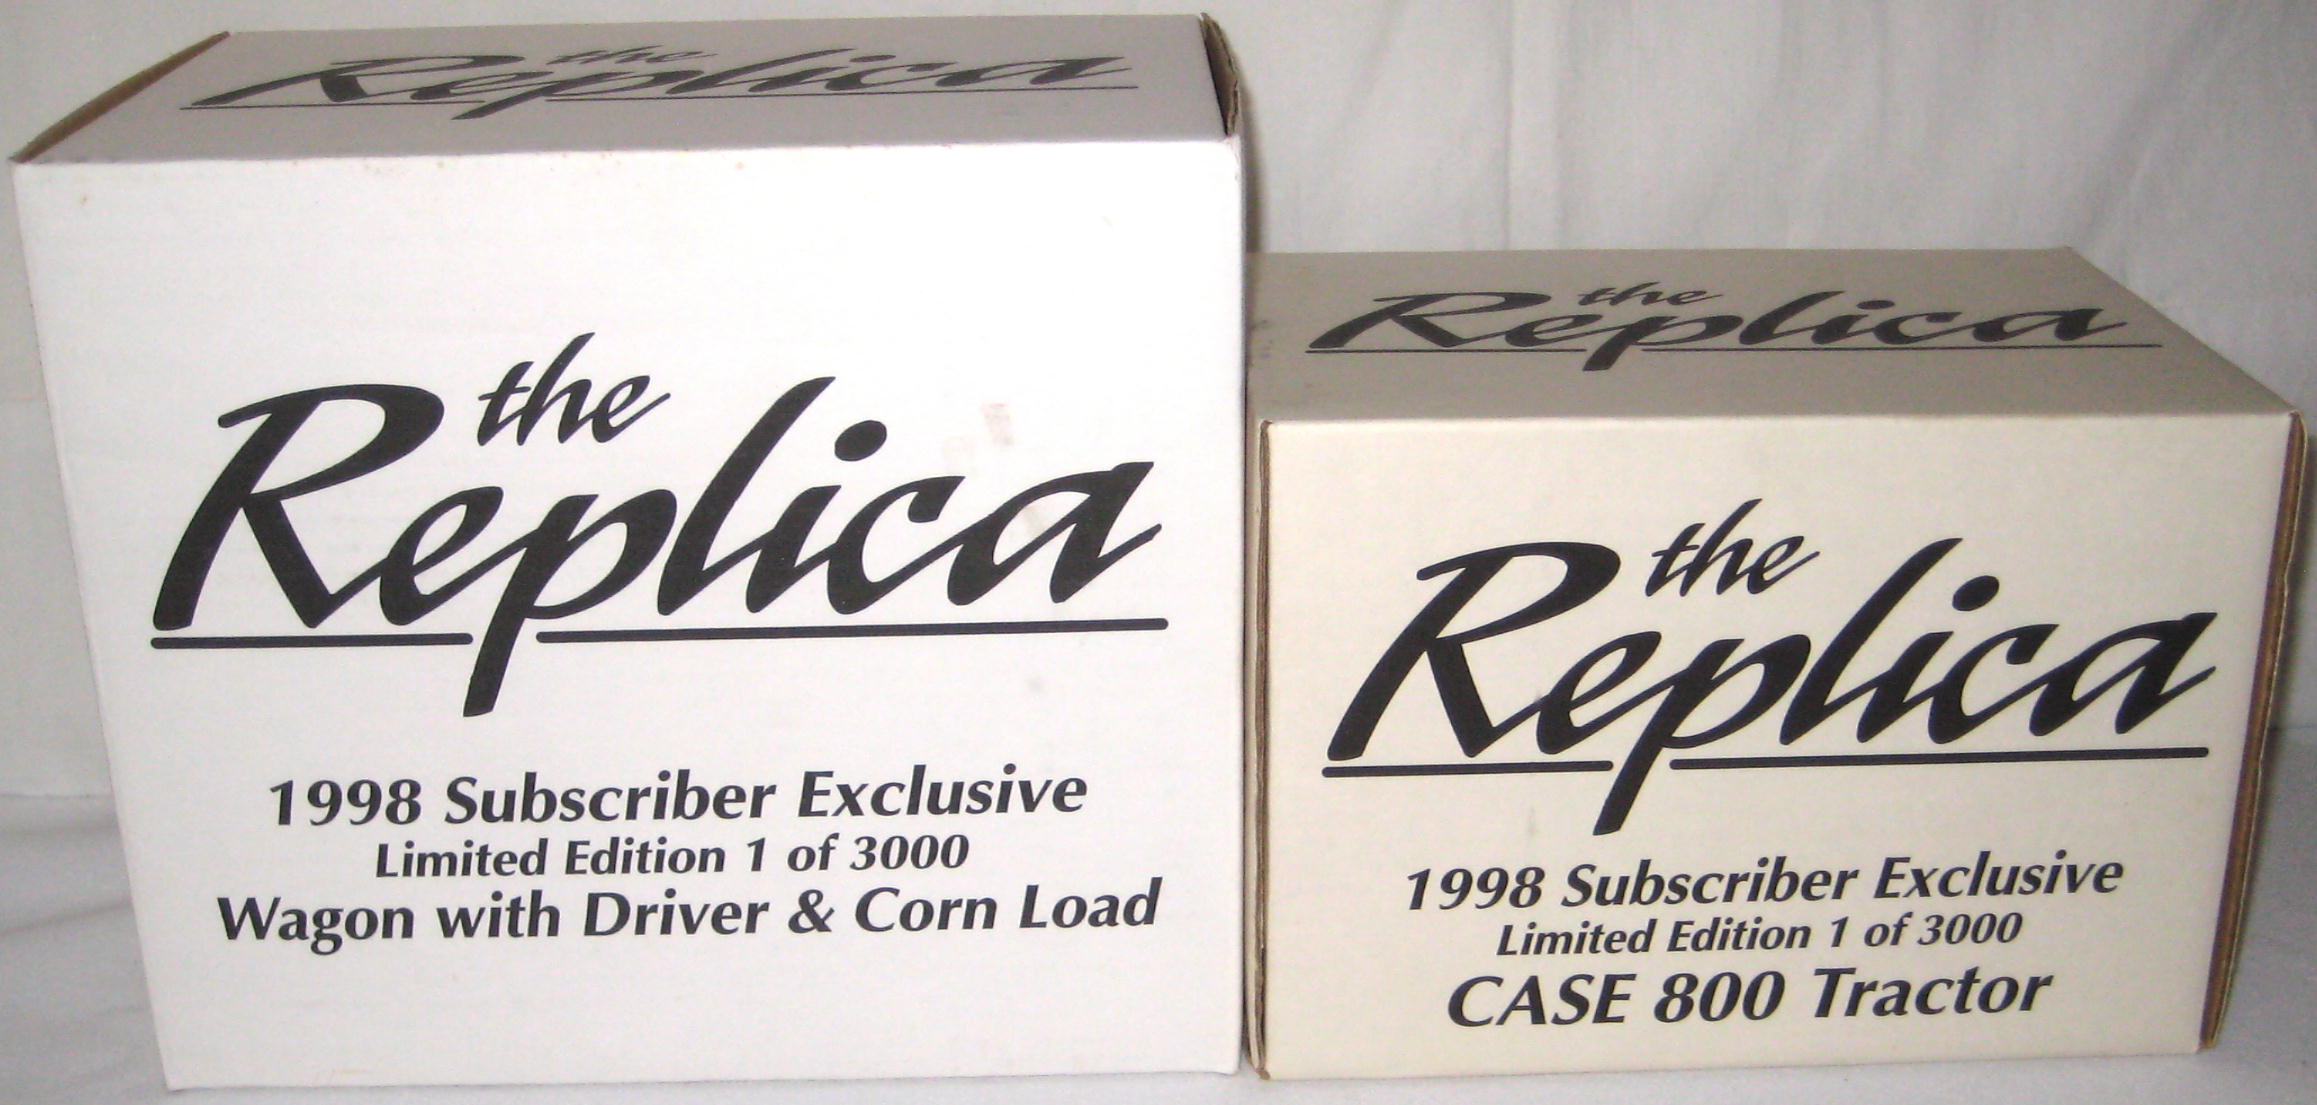 the
Replica
the
Replica
1998 Subscriber Exclusive
Limited Edition 1 of 3000
Wagon with Driver & Corn Load
the
Replica
the
Replica
1998 Subscriber Exclusive
Limited Edition 1 of 3000
CASE 800 Tractor